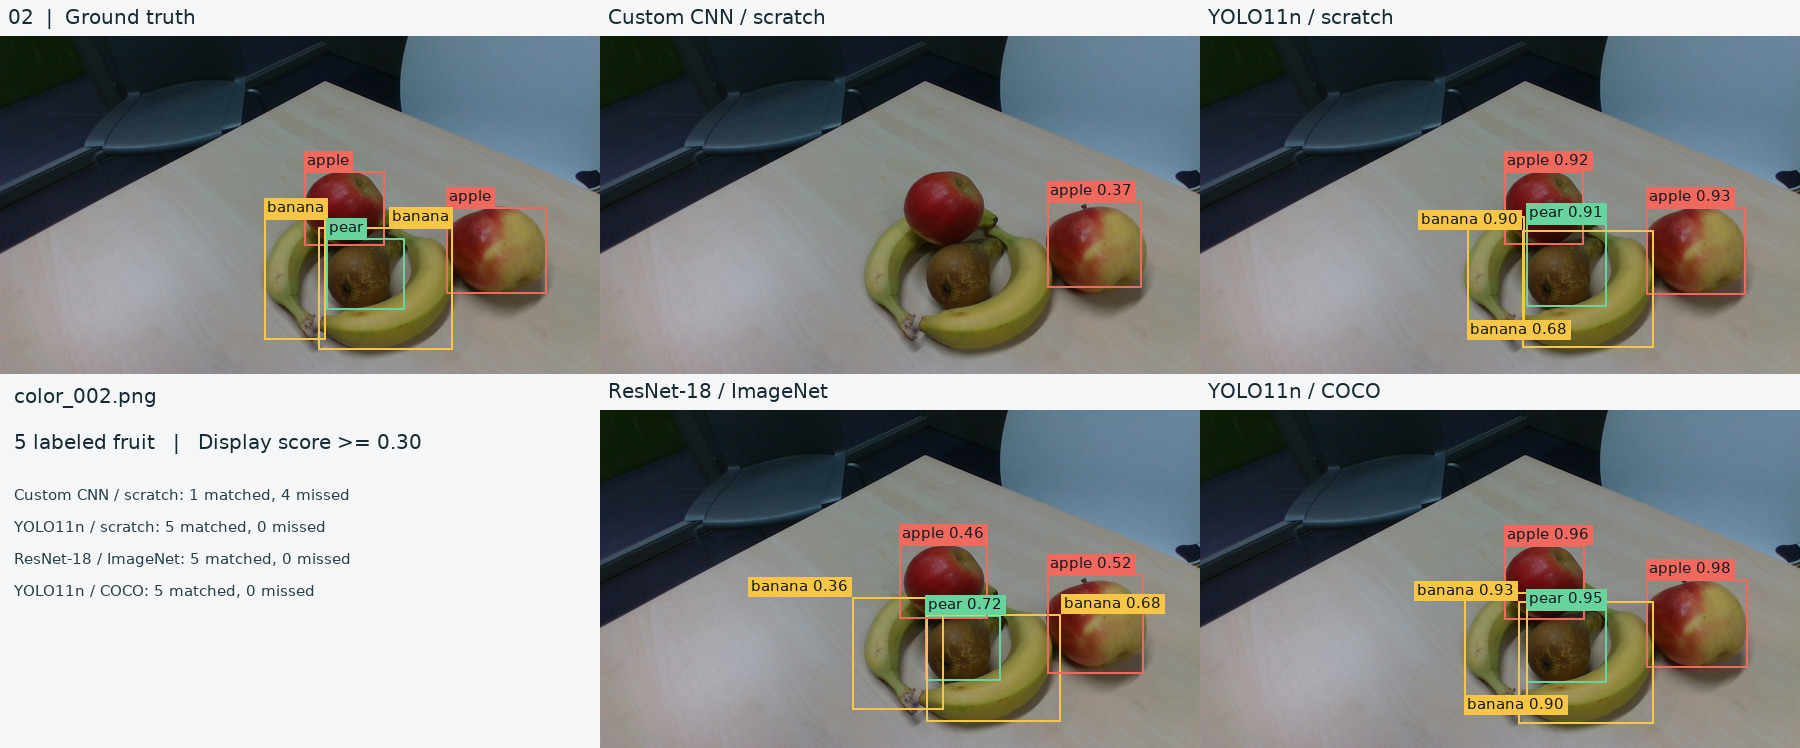 02 | Ground truth
apple
apple
banana
banana
pear
Custom CNN / scratch
apple 0.37
YOLO11n / scratch
apple 0.92
apple 0.93
pear 0.91
banana 0.90
banana 0.68
color_002.png
5 labeled fruit | Display score >= 0.30
Custom CNN / scratch: 1 matched, 4 missed
YOLO11n / scratch: 5 matched, 0 missed
ResNet-18 / ImageNet: 5 matched, 0 missed
YOLO11n / COCO: 5 matched, 0 missed
ResNet-18 / ImageNet
apple 0.46
apple 0.52
banana 0.36
pear 0.72
banana 0.68
YOLO11n / COCO
apple 0.96
apple 0.98
banana 0.93
pear 0.95
banana 0.90